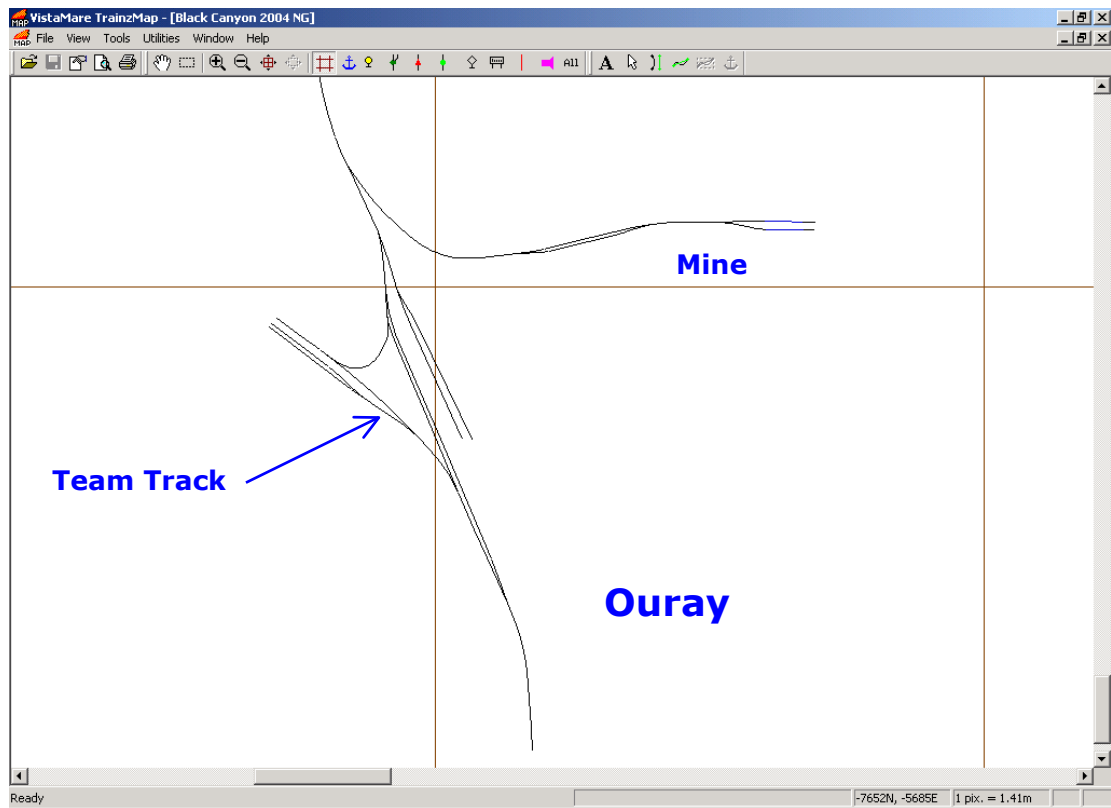 VistaMare TrainzMap - [Black Canyon 2004 NG]
MAP File View Tools Utilities Window Help
All A
Mine
Team Track
Ouray
Ready -7652N, -5685E 1 pix. = 1.41m